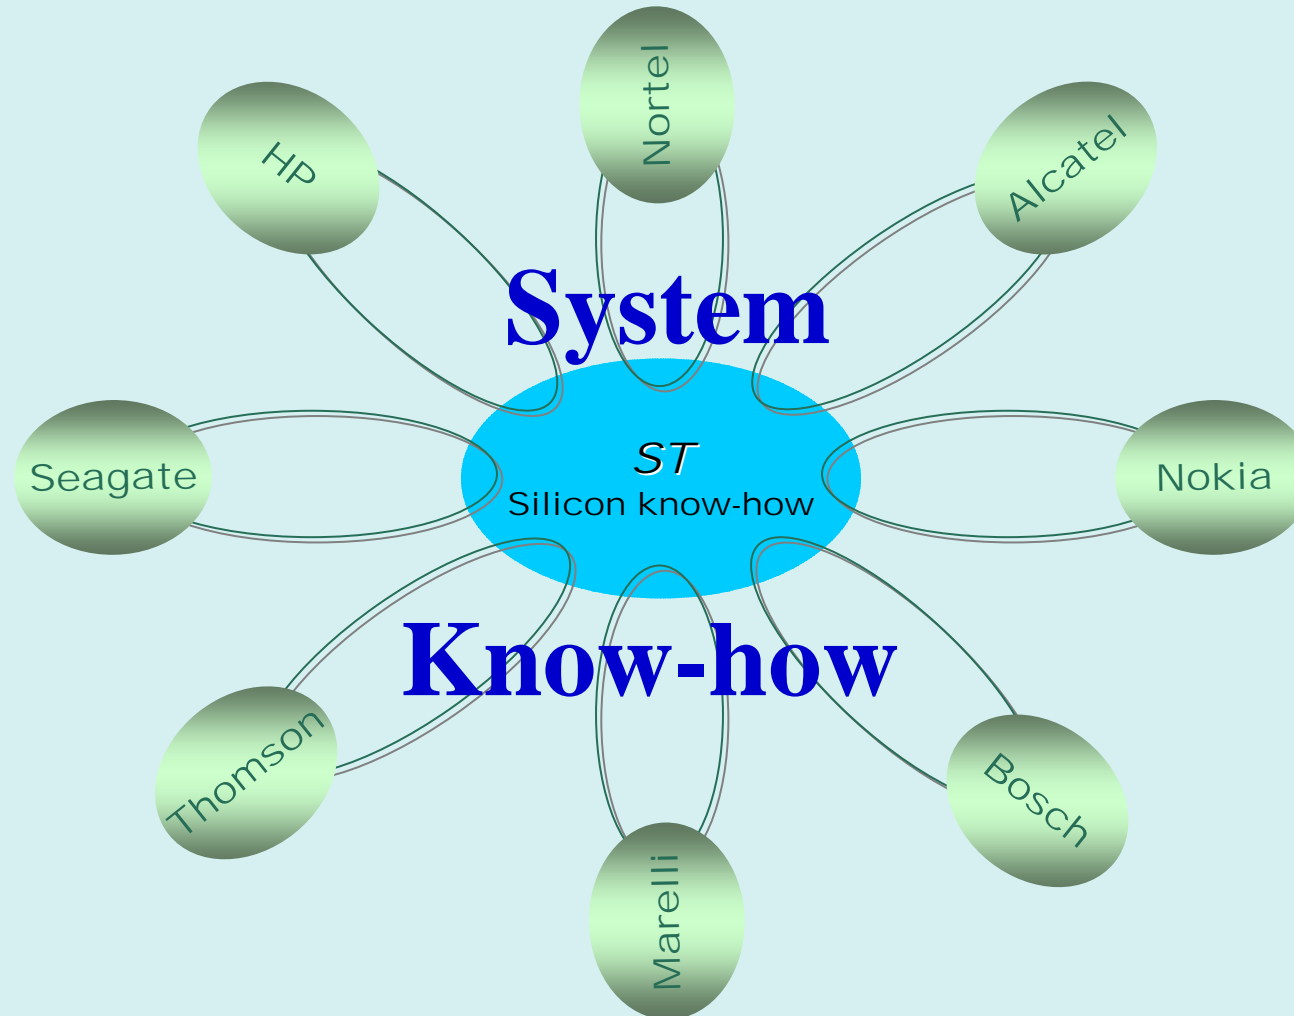 Nortel
HP
Alcatel
System
ST
Silicon know-how
Seagate
Nokia
Know-how
Thomson
Bosch
Marelli